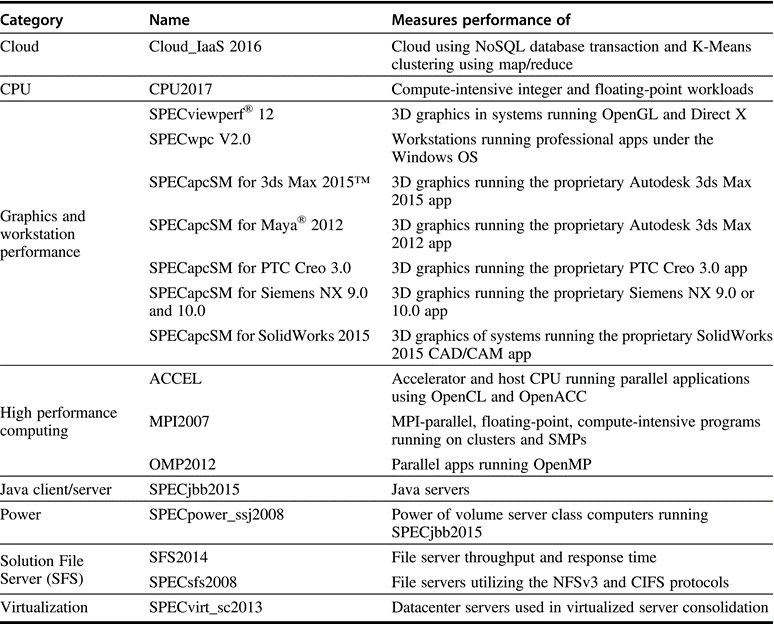 Category Name Measures performance of
Cloud Cloud_IaaS 2016 Cloud using NoSQL database transaction and K-Means
clustering using map/reduce
CPU CPU2017 Compute-intensive integer and floating-point workloads
SPECviewperf® 12 3D graphics in systems running OpenGL and Direct X
SPECwpc V2.0 Workstations running professional apps under the
Windows OS
SPECapcSM for 3ds Max 2015™ 3D graphics running the proprietary Autodesk 3ds Max
2015 app
Graphics and
workstation
performance
SPECapcSM for Maya® 2012 3D graphics running the proprietary Autodesk 3ds Max
2012 app
SPECapcSM for PTC Creo 3.0 3D graphics running the proprietary PTC Creo 3.0 app
SPECapcSM for Siemens NX 9.0
and 10.0
3D graphics running the proprietary Siemens NX 9.0 or
10.0 app
SPECapcSM for SolidWorks 2015 3D graphics of systems running the proprietary SolidWorks
2015 CAD/CAM app
High performance
computing
ACCEL Accelerator and host CPU running parallel applications
using OpenCL and OpenACC
MPI2007 MPI-parallel, floating-point, compute-intensive programs
running on clusters and SMPs
OMP2012 Parallel apps running OpenMP
Java client/server SPECjbb2015 Java servers
Power SPECpower_ssj2008 Power of volume server class computers running
SPECjbb2015
Solution File
Server (SFS)
SFS2014 File server throughput and response time
SPECsfs2008 File servers utilizing the NFSv3 and CIFS protocols
Virtualization SPECvirt_sc2013 Datacenter servers used in virtualized server consolidation